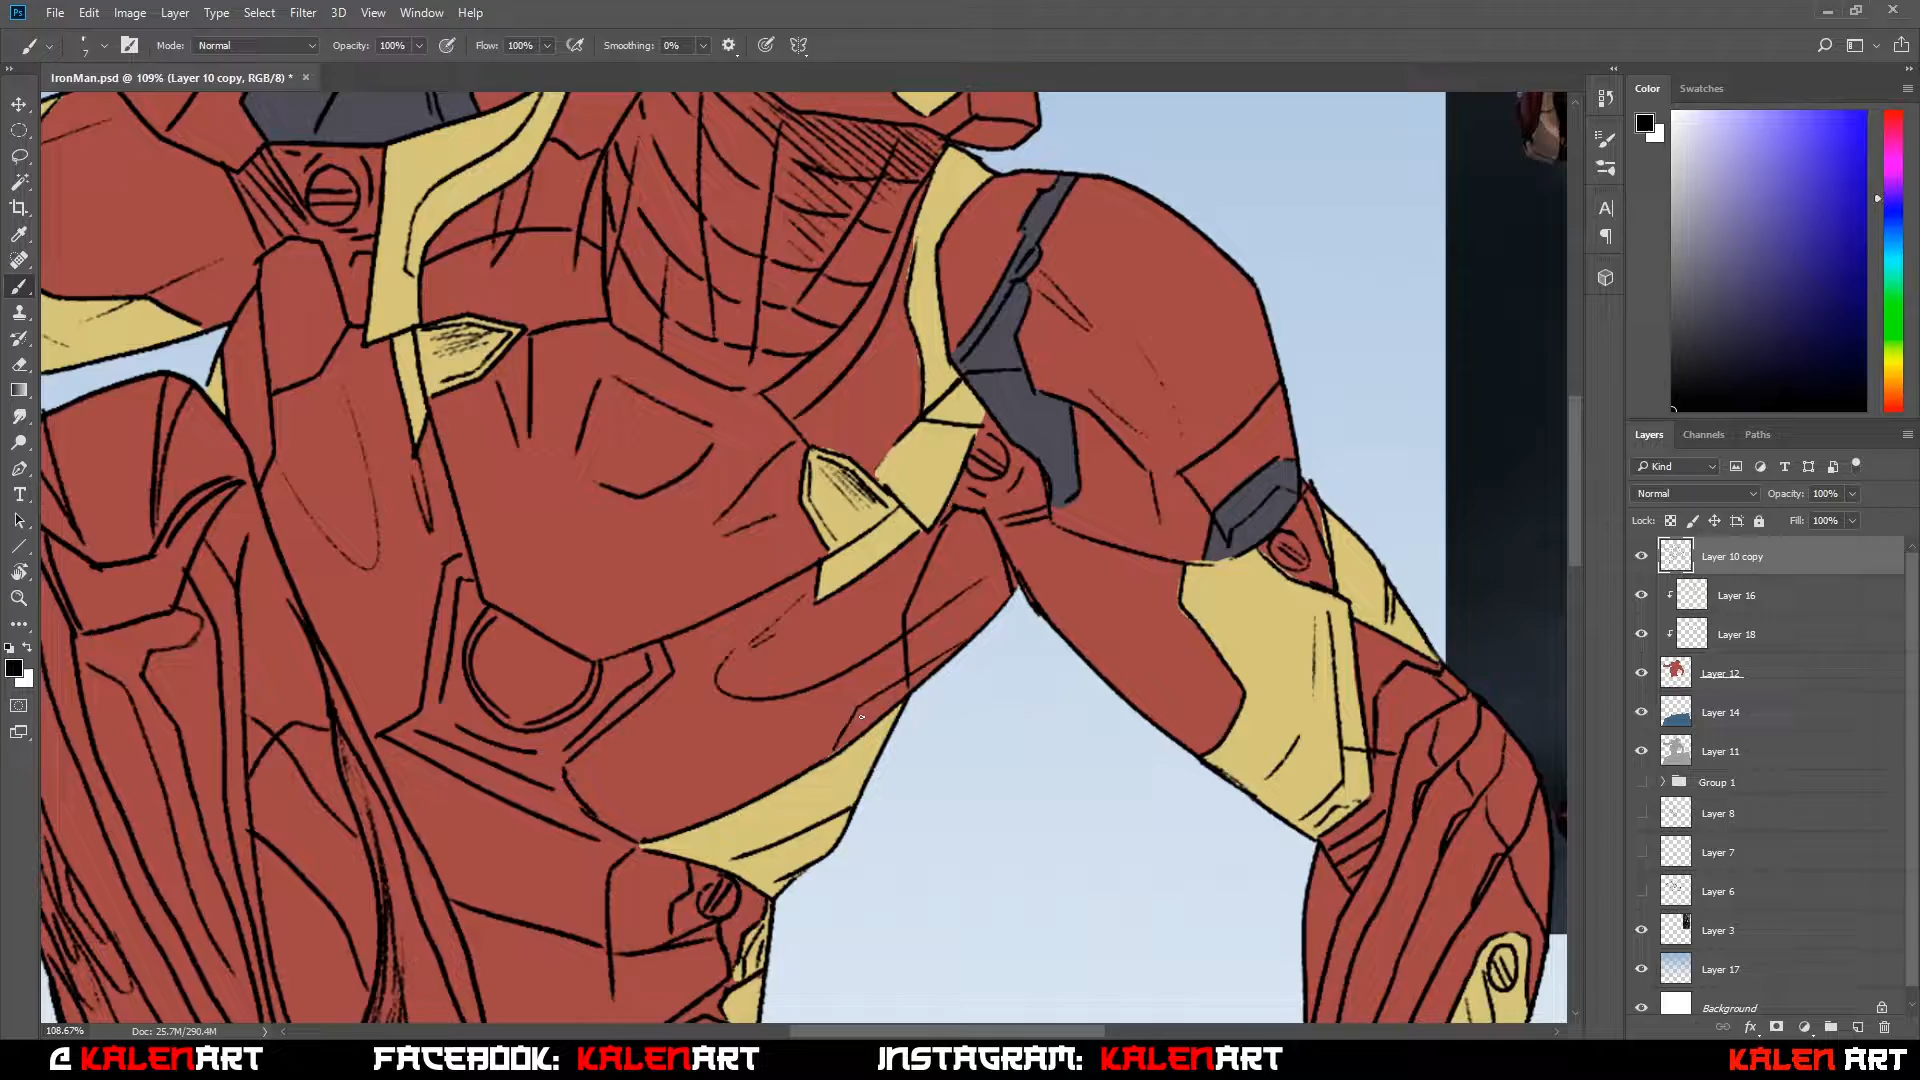 Ps File Edit Image Layer Type Select Filter 3D View Window Help
7 Mode: Normal Opacity: 100% Flow: 100% Smoothing: 0%
IronMan.psd @ 109% (Layer 10 copy, RGB/8) *
Color Swatches
Layers Channels Paths
Kind
Normal Opacity: 100%
Lock: Fill: 100%
Layer 10 copy
Layer 16
Layer 18
Layer 12
Layer 14
Layer 11
Group 1
Layer 8
Layer 7
Layer 6
Layer 3
Layer 17
Background
108.67% Doc: 25.7M/290.4M
@ KALENART FACEBOOK: KALENART INSTAGRAM: KALENART KALEN ART